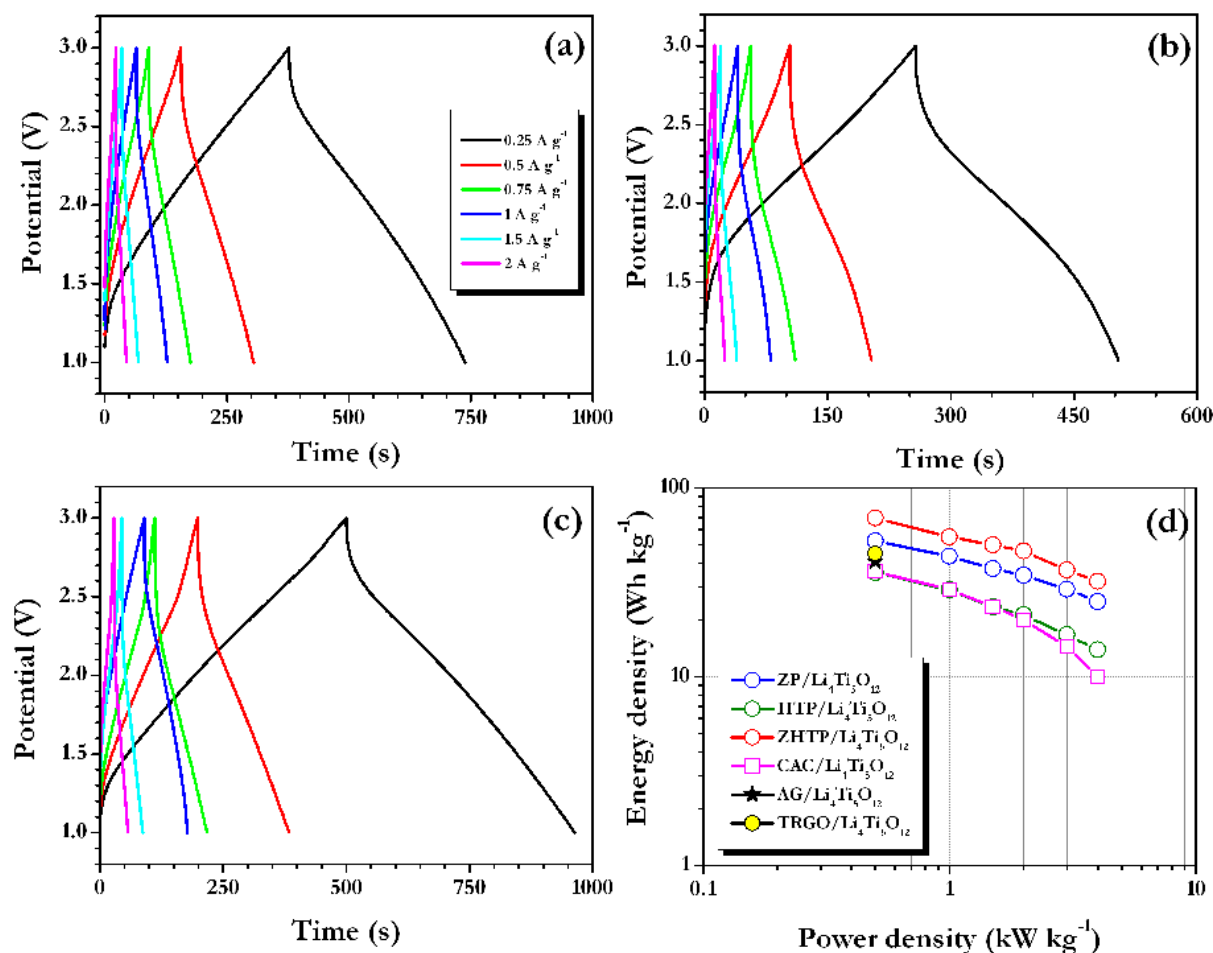 (a)
3.0
2.5
2.0
1.5
1.0
Potential (V)
0.25 A g⁻¹
0.5 A g⁻¹
0.75 A g⁻¹
1 A g⁻¹
1.5 A g⁻¹
2 A g⁻¹
0 250 500 750 1000
Time (s)
(b)
3.0
2.5
2.0
1.5
1.0
Potential (V)
0 150 300 450 600
Time (s)
(c)
3.0
2.5
2.0
1.5
1.0
Potential (V)
0 250 500 750 1000
Time (s)
(d)
100
10
1
Energy density (Wh kg⁻¹)
ZP/Li₄Ti₅O₁₂
HTP/Li₄Ti₅O₁₂
ZHTP/Li₄Ti₅O₁₂
CAC/Li₄Ti₅O₁₂
AG/Li₄Ti₅O₁₂
TRGO/Li₄Ti₅O₁₂
0.1 1 10
Power density (kW kg⁻¹)